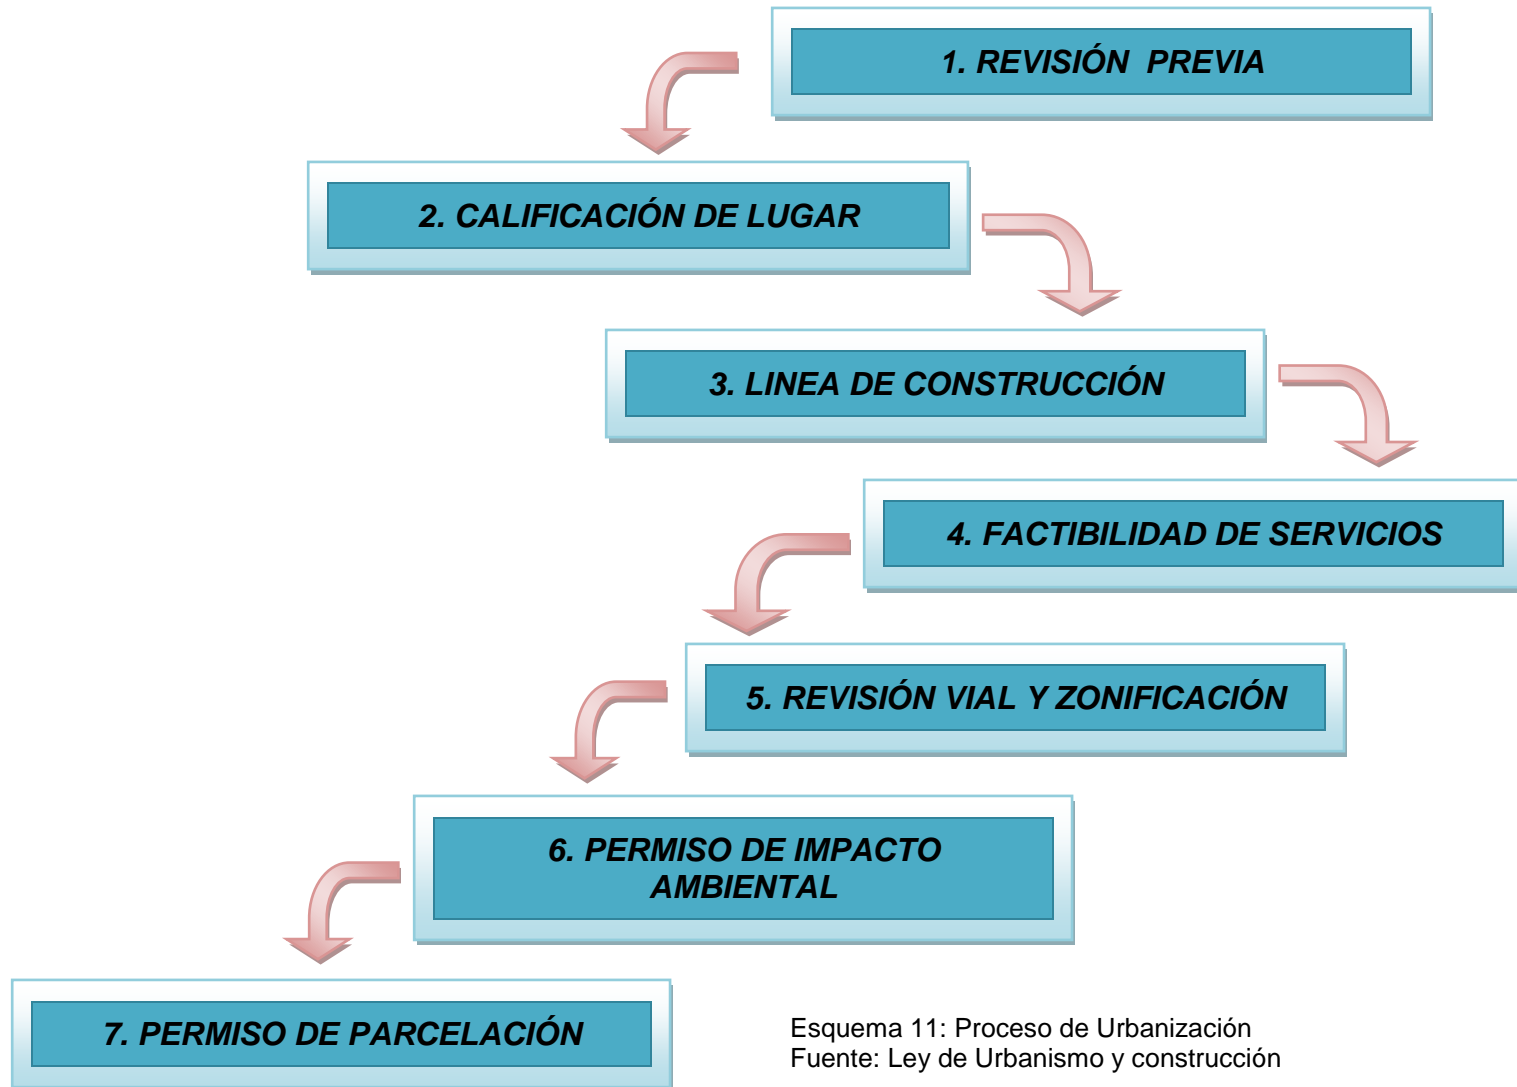 1. REVISIÓN PREVIA
2. CALIFICACIÓN DE LUGAR
3. LINEA DE CONSTRUCCIÓN
4. FACTIBILIDAD DE SERVICIOS
5. REVISIÓN VIAL Y ZONIFICACIÓN
6. PERMISO DE IMPACTO
AMBIENTAL
7. PERMISO DE PARCELACIÓN
Esquema 11: Proceso de Urbanización
Fuente: Ley de Urbanismo y construcción